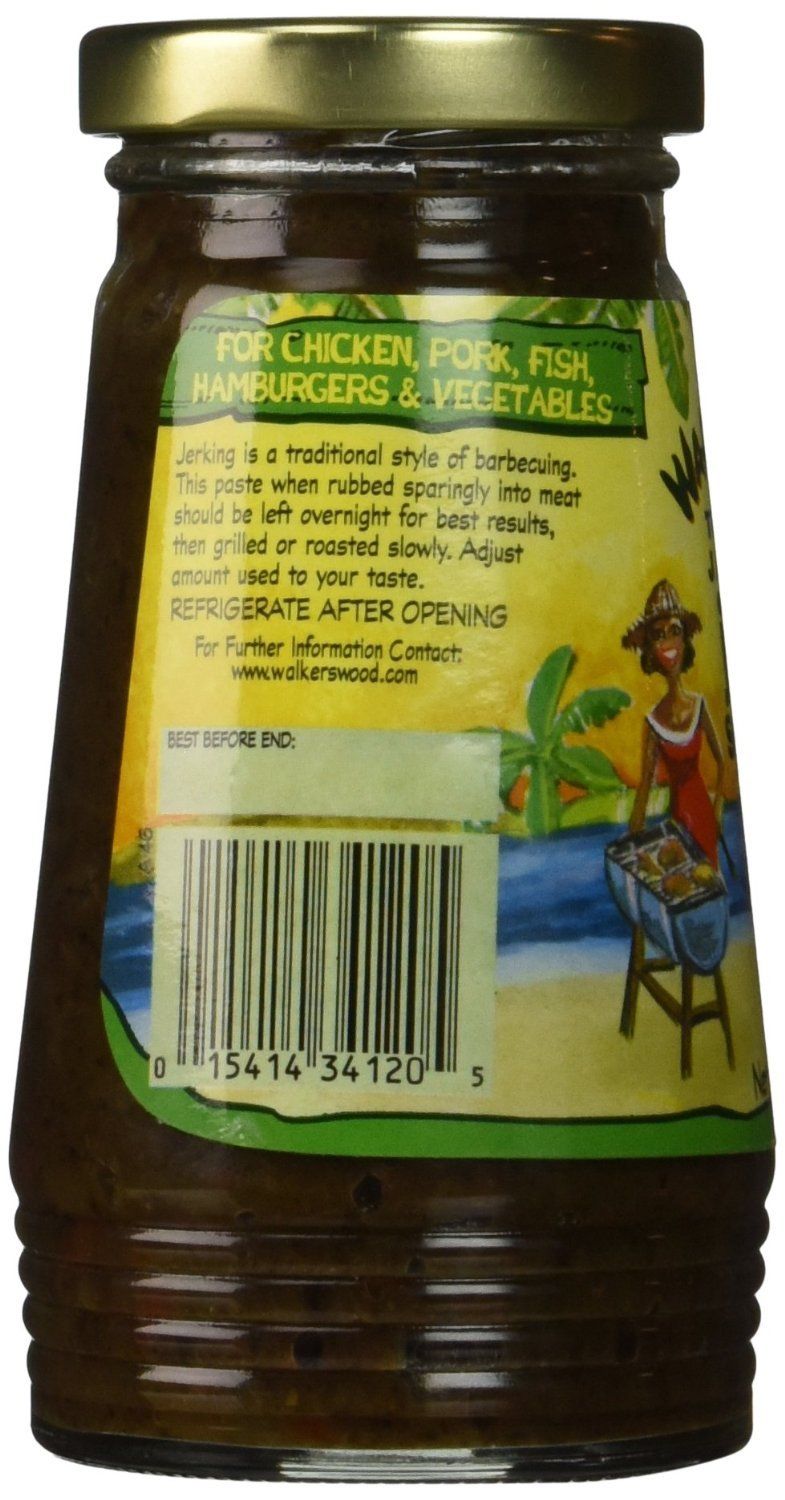 FOR CHICKEN, PORK, FISH,
HAMBURGERS & VEGETABLES
Jerking is a traditional style of barbecuing.
This paste when rubbed sparingly into meat
should be left overnight for best results,
then grilled or roasted slowly. Adjust
amount used to your taste.
REFRIGERATE AFTER OPENING
For Further Information Contact:
www.walkerswood.com
BEST BEFORE END:
0 15414 34120 5